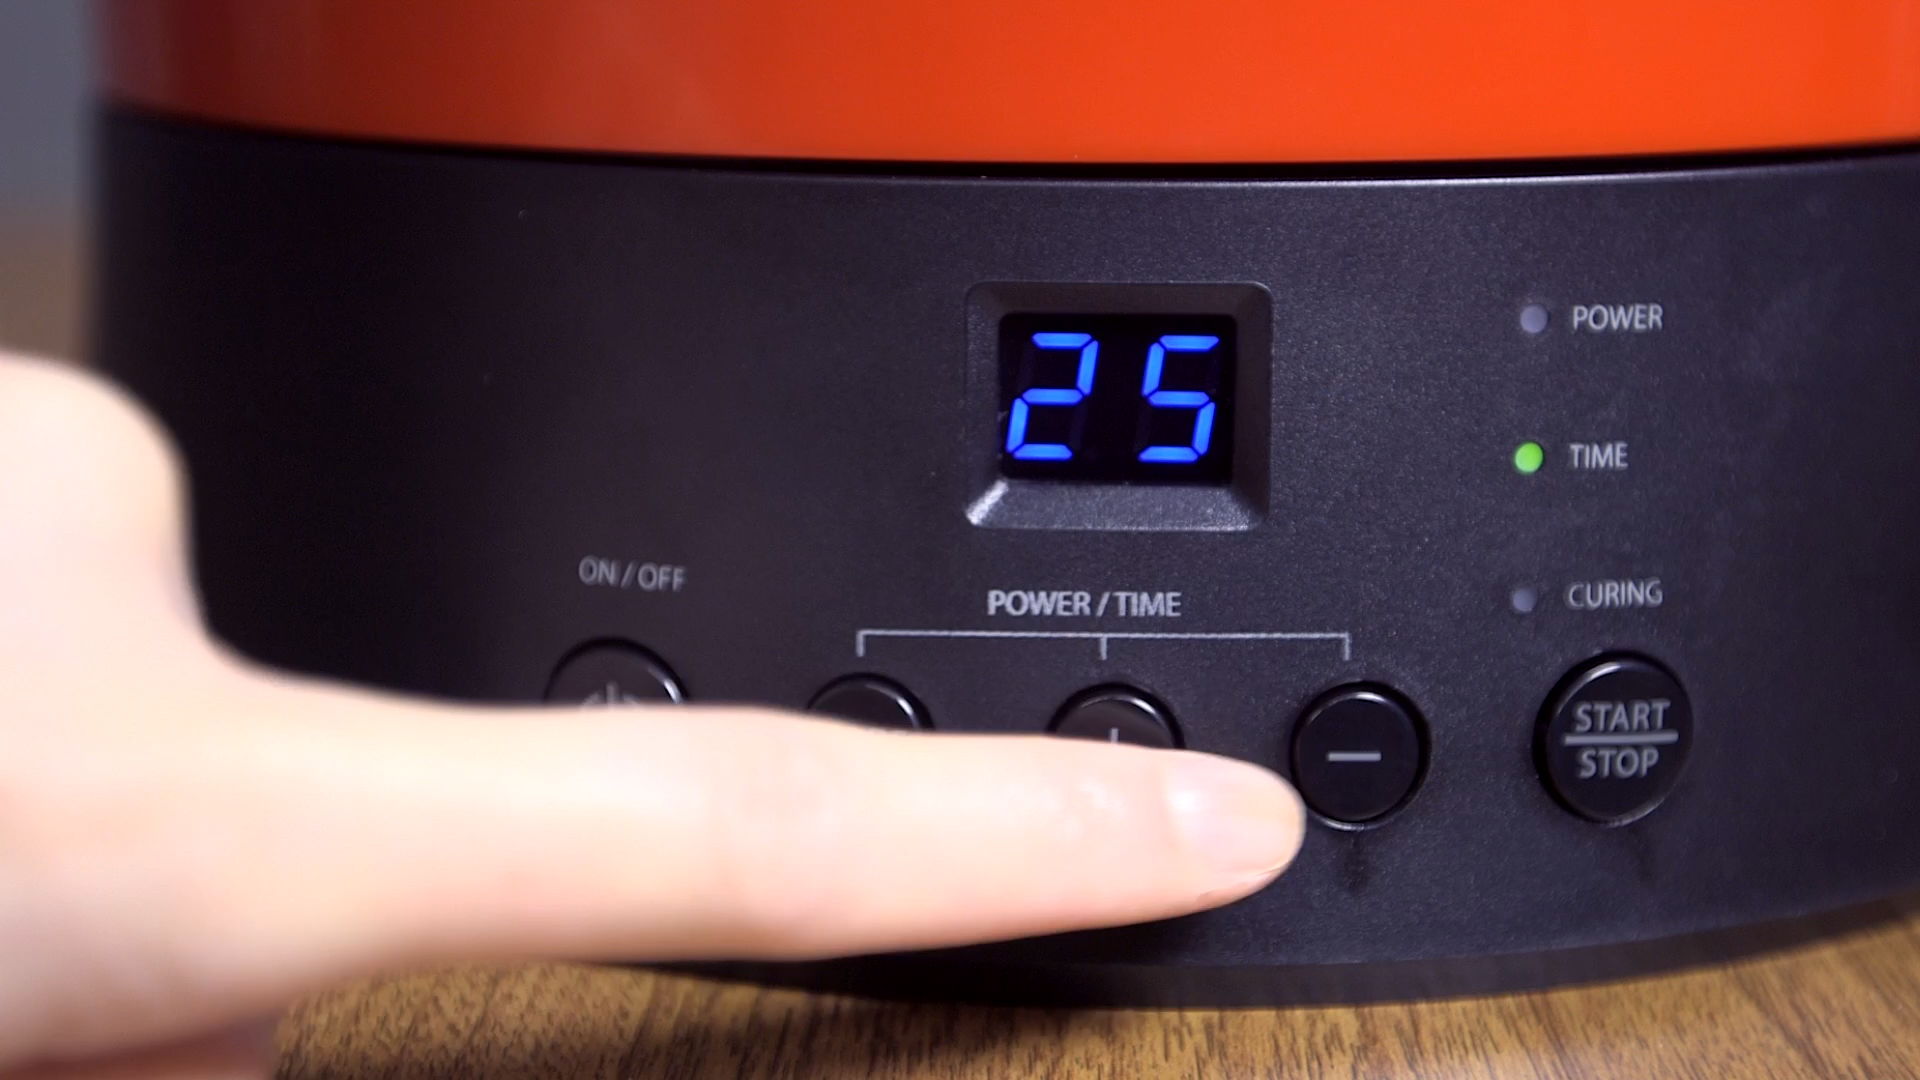 25
POWER
TIME
CURING
ON / OFF
POWER / TIME
START
STOP